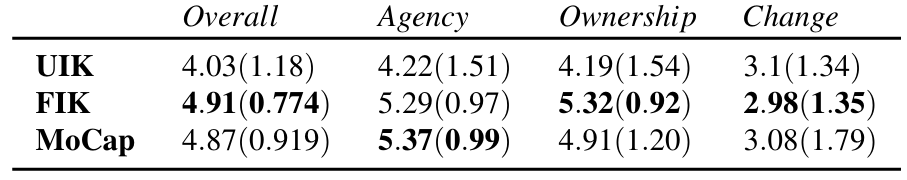 Overall Agency Ownership Change
UIK 4.03(1.18) 4.22(1.51) 4.19(1.54) 3.1(1.34)
FIK 4.91(0.774) 5.29(0.97) 5.32(0.92) 2.98(1.35)
MoCap 4.87(0.919) 5.37(0.99) 4.91(1.20) 3.08(1.79)